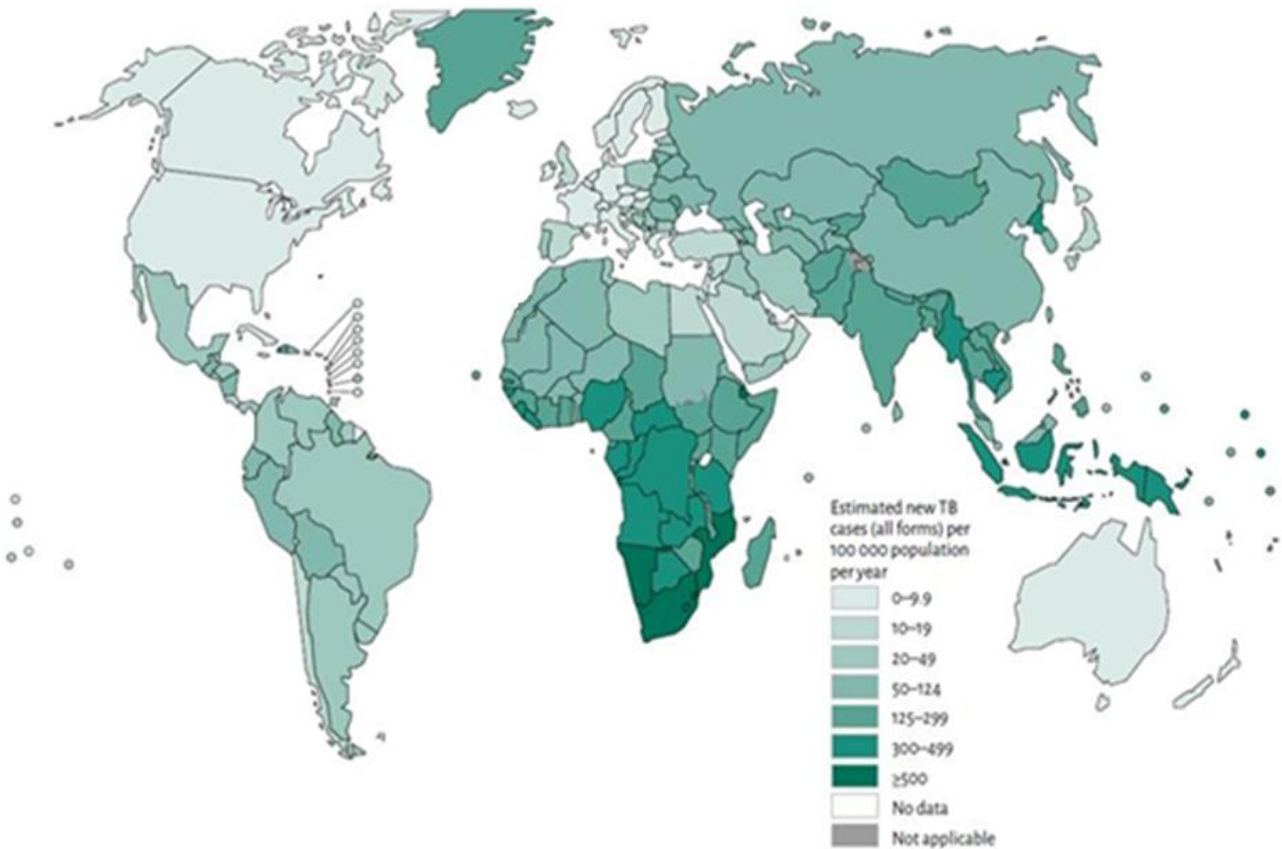 Estimated new TB
cases (all forms) per
100 000 population
per year
0–9.9
10–19
20–49
50–124
125–299
300–499
≥500
No data
Not applicable